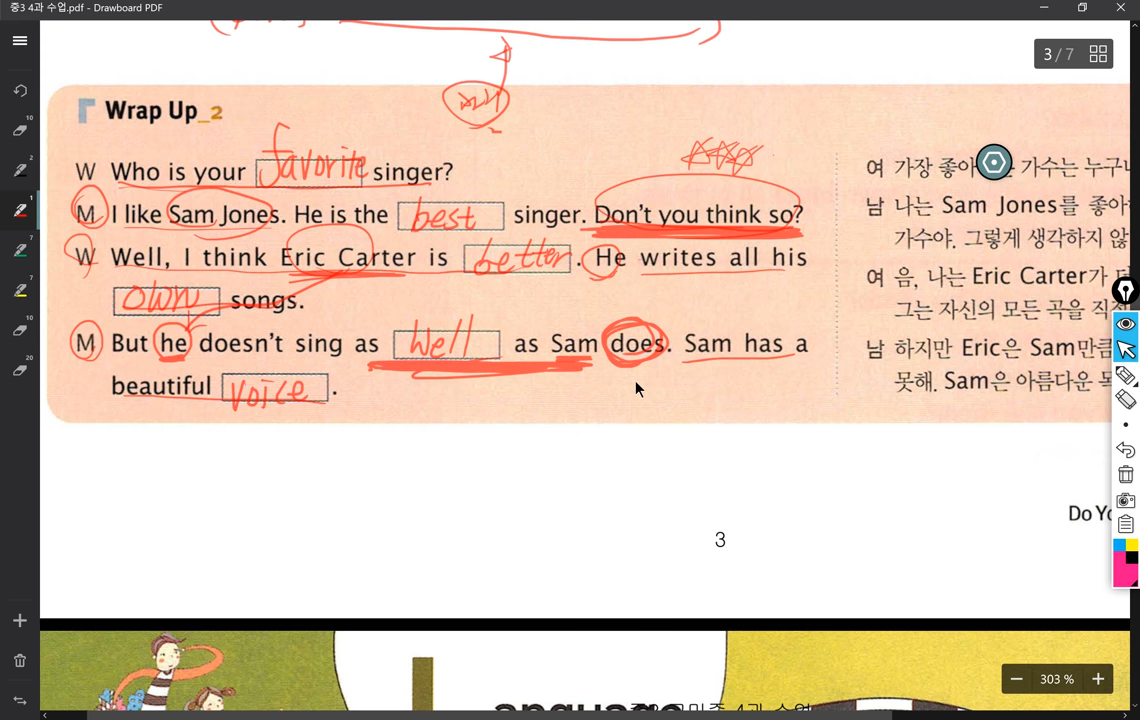 중3 4과 수업.pdf - Drawboard PDF
3 / 7
Wrap Up_2
W Who is your favorite singer?
M I like Sam Jones. He is the best singer. Don't you think so?
W Well, I think Eric Carter is better. He writes all his
own songs.
M But he doesn't sing as Well as Sam does. Sam has a
beautiful voice.
여 가장 좋아 가수는 누구
남 나는 Sam Jones를 좋아
가수야. 그렇게 생각하지 않
여 음, 나는 Eric Carter가
그는 자신의 모든 곡을 직
남 하지만 Eric은 Sam만큼
못해. Sam은 아름다운
Do Yo
3
10
2
1
7
7
10
20
303 %